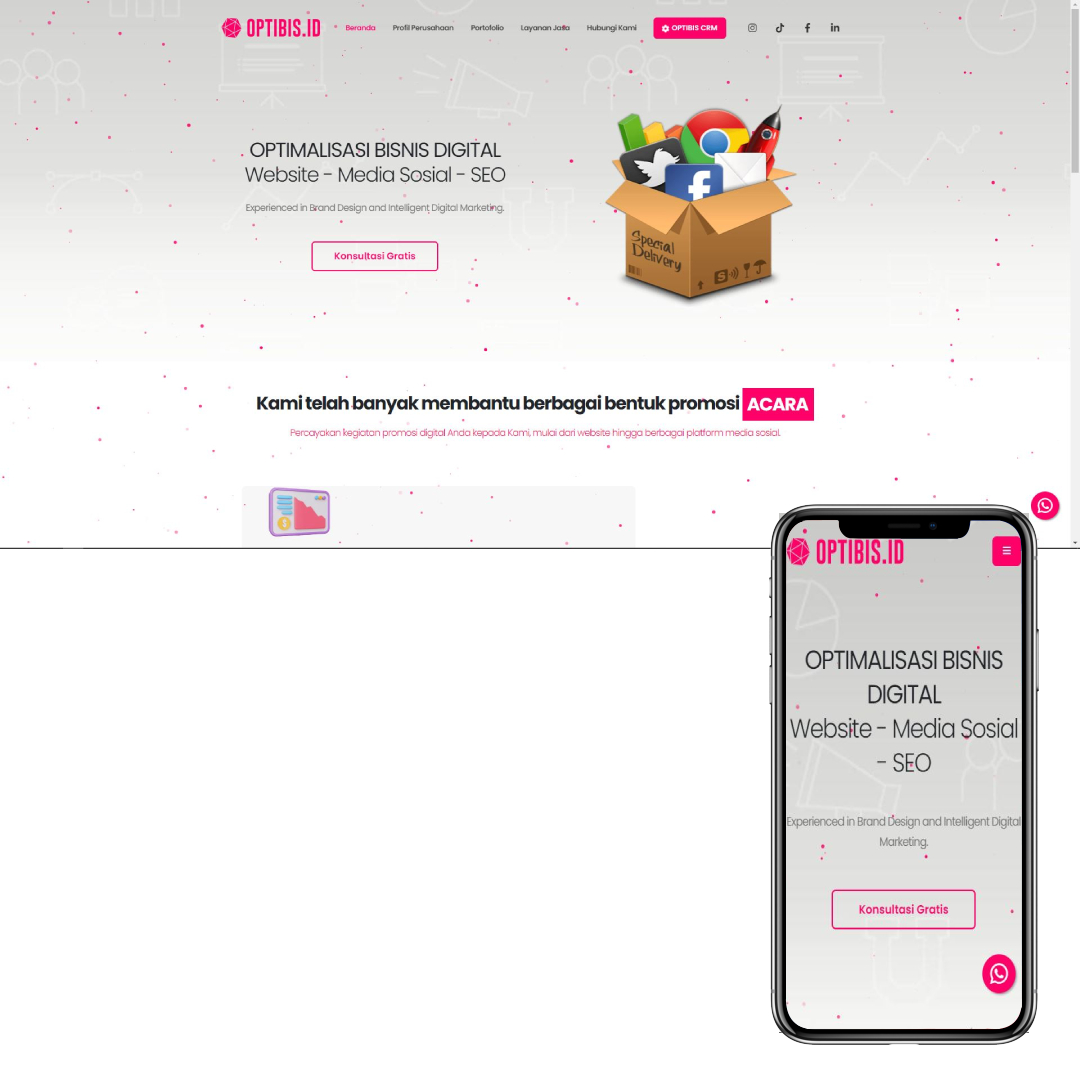 OPTIBIS.ID
Beranda
Profil Perusahaan
Portofolio
Layanan Jasa
Hubungi Kami
OPTIBIS CRM
OPTIMALISASI BISNIS DIGITAL
Website - Media Sosial - SEO
Experienced in Brand Design and Intelligent Digital Marketing.
Konsultasi Gratis
Special
Delivery
Kami telah banyak membantu berbagai bentuk promosi ACARA
Percayakan kegiatan promosi digital Anda kepada Kami, mulai dari website hingga berbagai platform media sosial.
OPTIBIS.ID
OPTIMALISASI BISNIS
DIGITAL
Website - Media Sosial
- SEO
Experienced in Brand Design and Intelligent Digital
Marketing.
Konsultasi Gratis